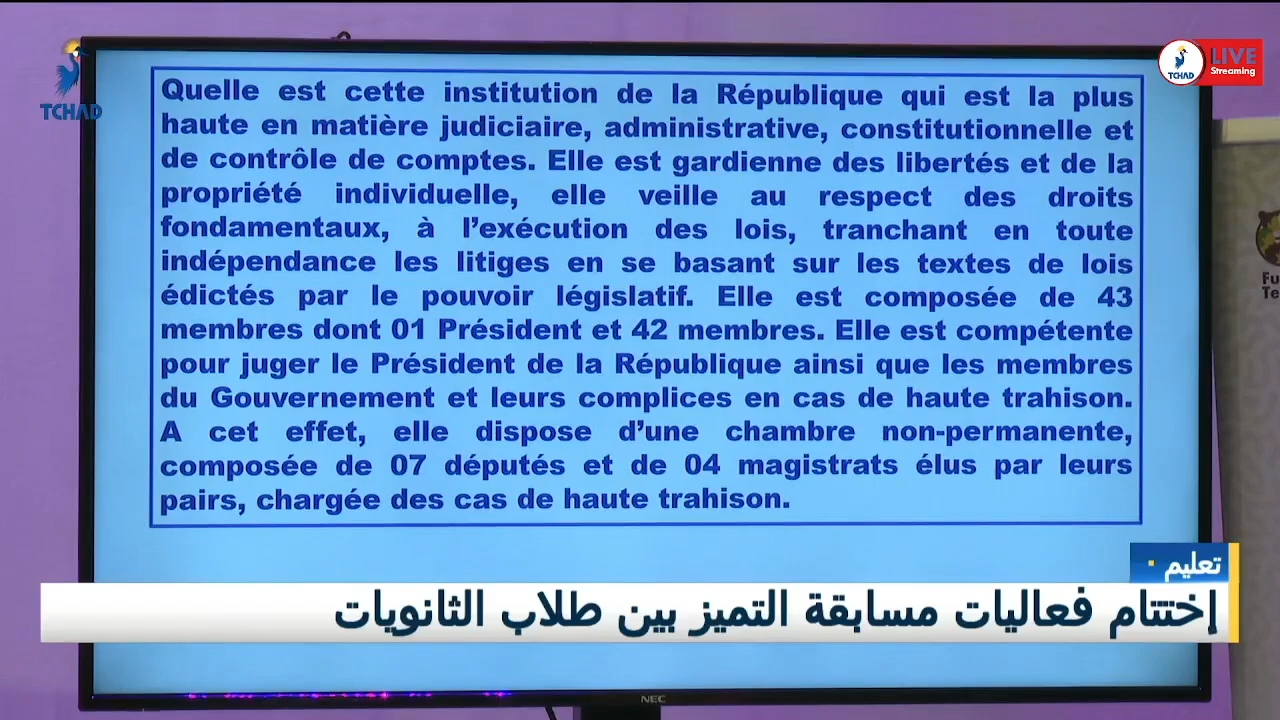 TCHAD
TCHAD
LIVE
Streaming
Quelle est cette institution de la République qui est la plus
haute en matière judiciaire, administrative, constitutionnelle et
de contrôle de comptes. Elle est gardienne des libertés et de la
propriété individuelle, elle veille au respect des droits
fondamentaux, à l’exécution des lois, tranchant en toute
indépendance les litiges en se basant sur les textes de lois
édictés par le pouvoir législatif. Elle est composée de 43
membres dont 01 Président et 42 membres. Elle est compétente
pour juger le Président de la République ainsi que les membres
du Gouvernement et leurs complices en cas de haute trahison.
A cet effet, elle dispose d’une chambre non-permanente,
composée de 07 députés et de 04 magistrats élus par leurs
pairs, chargée des cas de haute trahison.
تعليم
إختتام فعاليات مسابقة التميز بين طلاب الثانويات
NEC